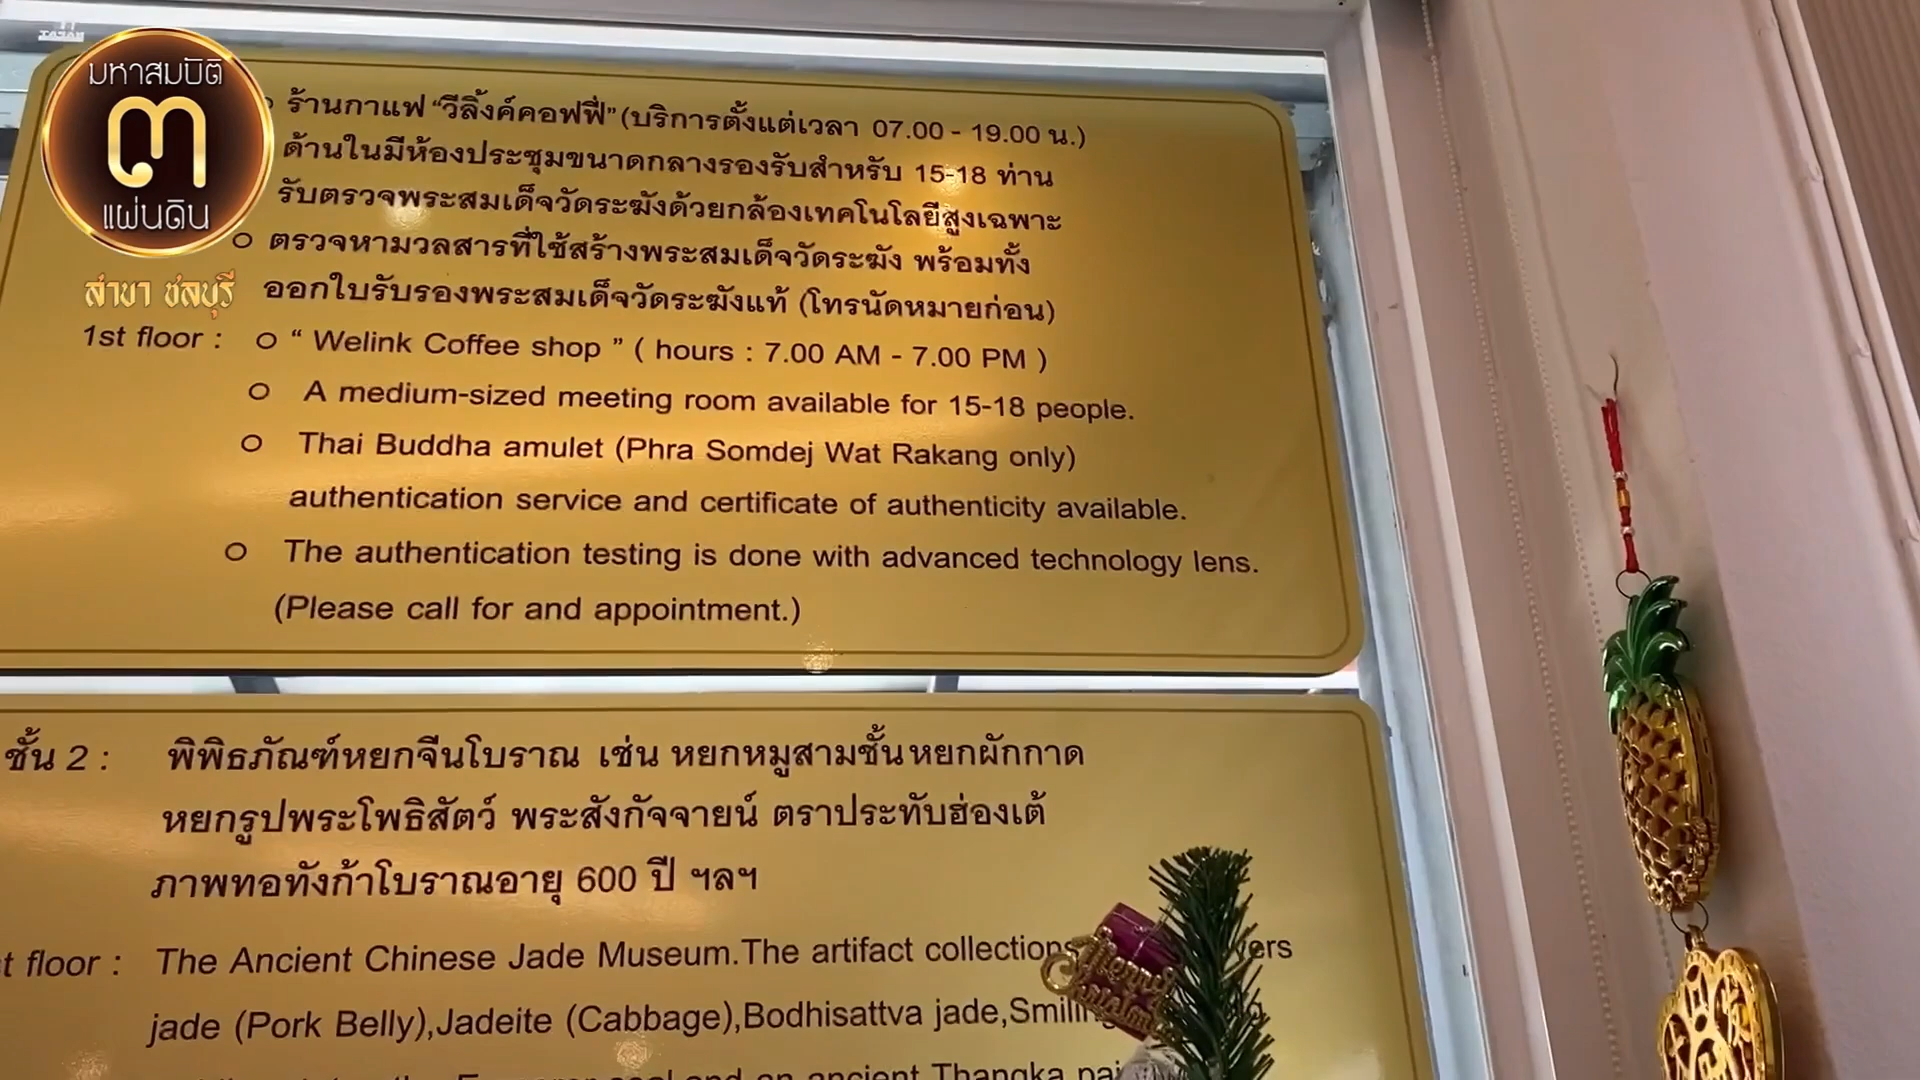 มหาสมบัติ
๓
แผ่นดิน
สาขา ชลบุรี
ร้านกาแฟ “วีลิ้งค์คอฟฟี่” (บริการตั้งแต่เวลา 07.00 - 19.00 น.)
ด้านในมีห้องประชุมขนาดกลางรองรับสำหรับ 15-18 ท่าน
รับตรวจพระสมเด็จวัดระฆังด้วยกล้องเทคโนโลยีสูงเฉพาะ
ตรวจหามวลสารที่ใช้สร้างพระสมเด็จวัดระฆัง พร้อมทั้ง
ออกใบรับรองพระสมเด็จวัดระฆังแท้ (โทรนัดหมายก่อน)
1st floor : “ Welink Coffee shop ” ( hours : 7.00 AM - 7.00 PM )
A medium-sized meeting room available for 15-18 people.
Thai Buddha amulet (Phra Somdej Wat Rakang only)
authentication service and certificate of authenticity available.
The authentication testing is done with advanced technology lens.
(Please call for and appointment.)
ชั้น 2 : พิพิธภัณฑ์หยกจีนโบราณ เช่น หยกหมูสามชั้น หยกผักกาด
หยกรูปพระโพธิสัตว์ พระสังกัจจายน์ ตราประทับฮ่องเต้
ภาพทอทังก้าโบราณอายุ 600 ปี ฯลฯ
floor : The Ancient Chinese Jade Museum.The artifact collections
jade (Pork Belly),Jadeite (Cabbage),Bodhisattva jade,
and an ancient Thangka
Merry
Christmas